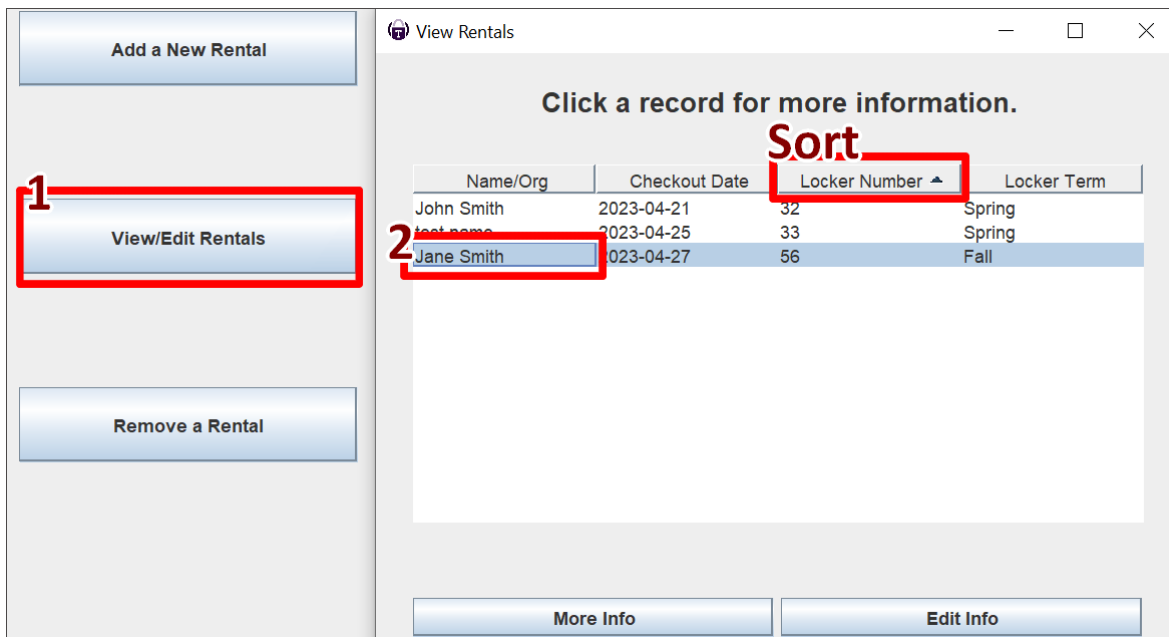 Add a New Rental
1
View/Edit Rentals
Remove a Rental
View Rentals
Click a record for more information.
Sort
Name/Org Checkout Date Locker Number Locker Term
John Smith 2023-04-21 32 Spring
test name 2023-04-25 33 Spring
2
Jane Smith 2023-04-27 56 Fall
More Info Edit Info